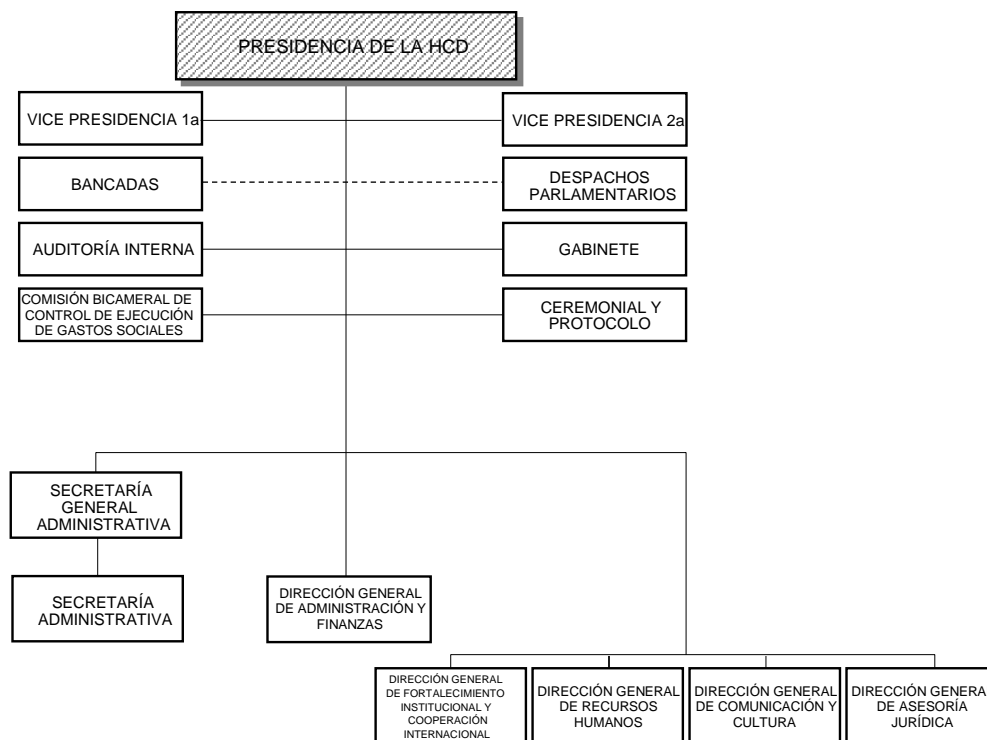 PRESIDENCIA DE LA HCD
VICE PRESIDENCIA 1a
VICE PRESIDENCIA 2a
BANCADAS
DESPACHOS
PARLAMENTARIOS
AUDITORÍA INTERNA
GABINETE
COMISIÓN BICAMERAL DE
CONTROL DE EJECUCIÓN
DE GASTOS SOCIALES
CEREMONIAL Y
PROTOCOLO
SECRETARÍA
GENERAL
ADMINISTRATIVA
SECRETARÍA
ADMINISTRATIVA
DIRECCIÓN GENERAL
DE ADMINISTRACIÓN Y
FINANZAS
DIRECCIÓN GENERAL
DE FORTALECIMIENTO
INSTITUCIONAL Y
COOPERACIÓN
INTERNACIONAL
DIRECCIÓN GENERAL
DE RECURSOS
HUMANOS
DIRECCIÓN GENERAL
DE COMUNICACIÓN Y
CULTURA
DIRECCIÓN GENERA
DE ASESORÍA
JURÍDICA